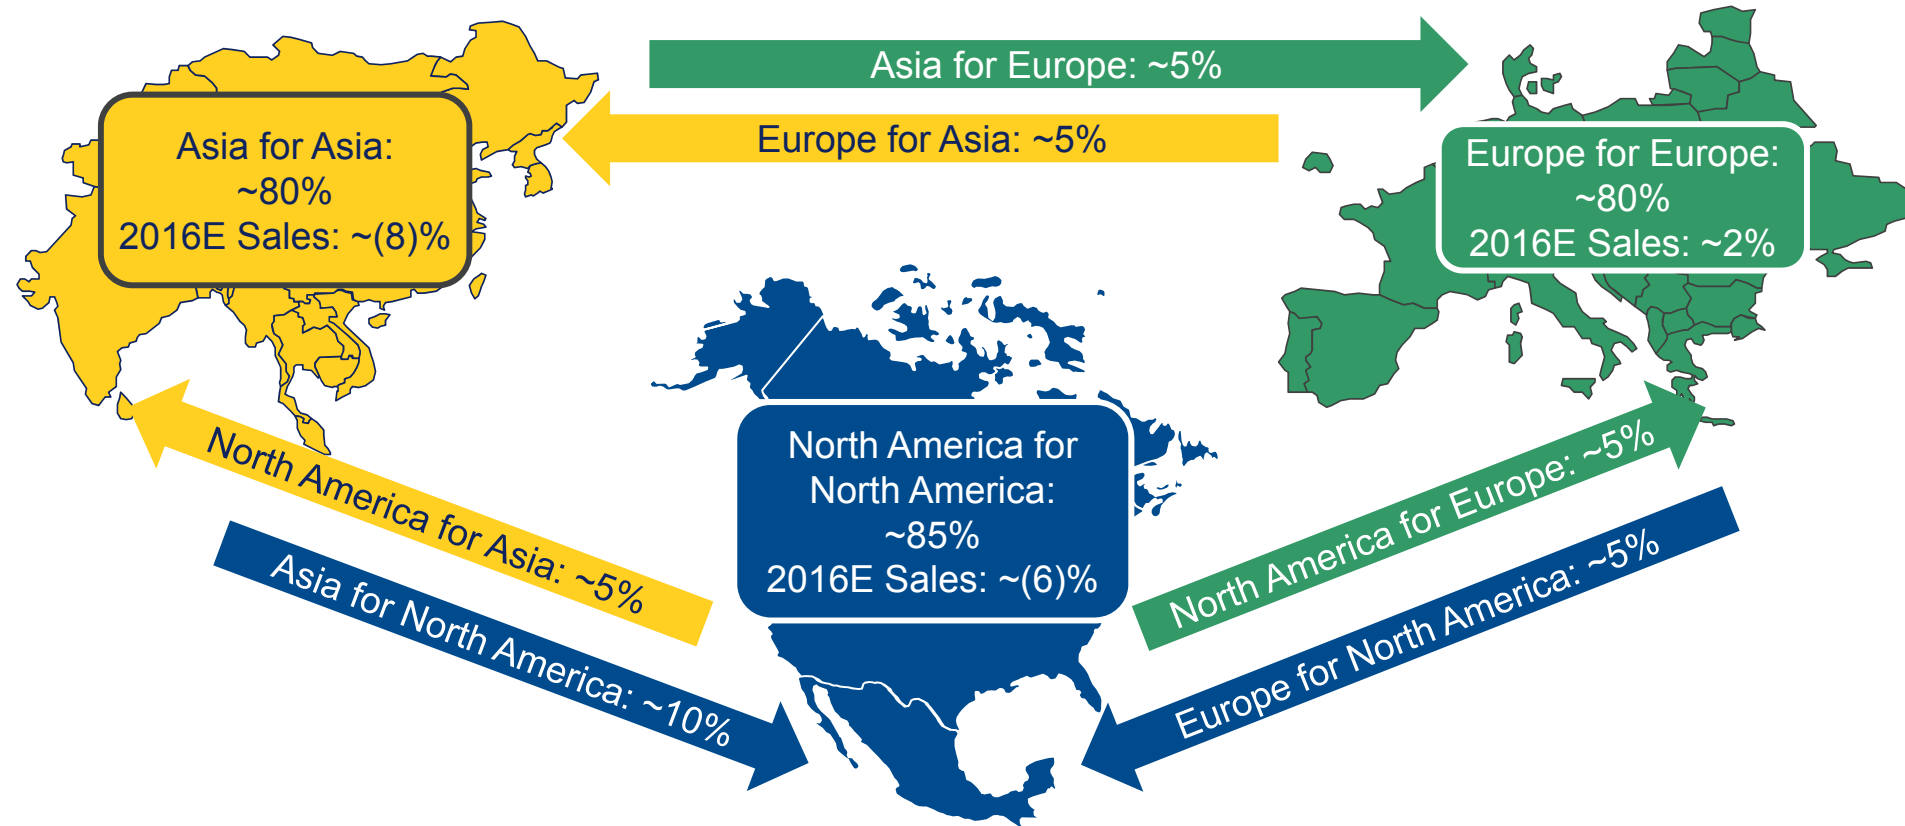 Asia for Europe: ~5%
Europe for Asia: ~5%
Asia for Asia:
~80%
2016E Sales: ~(8)%
Europe for Europe:
~80%
2016E Sales: ~2%
North America for
North America:
~85%
2016E Sales: ~(6)%
North America for Asia: ~5%
Asia for North America: ~10%
North America for Europe: ~5%
Europe for North America: ~5%